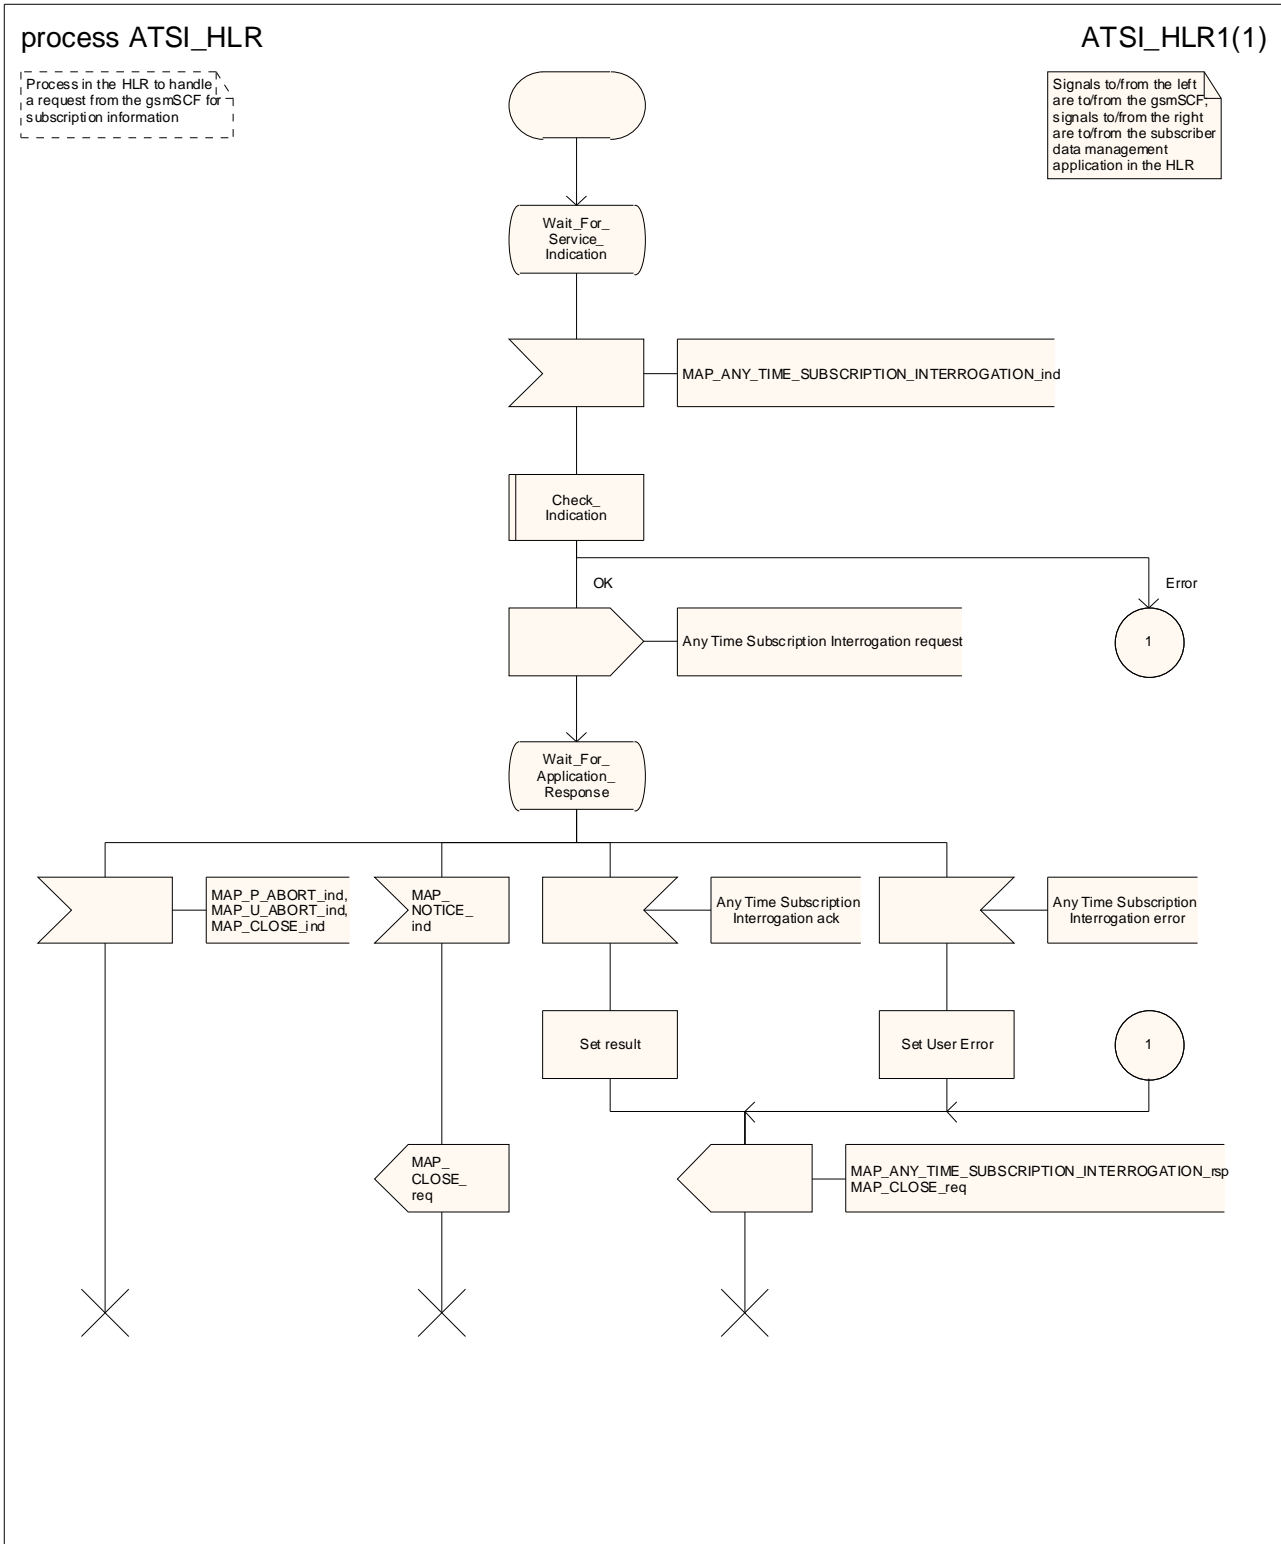 process ATSI_HLR
ATSI_HLR1(1)
Process in the HLR to handle
a request from the gsmSCF for
subscription information
Signals to/from the left
are to/from the gsmSCF;
signals to/from the right
are to/from the subscriber
data management
application in the HLR
Wait_For_
Service_
Indication
MAP_ANY_TIME_SUBSCRIPTION_INTERROGATION_ind
Check_
Indication
OK
Error
Any Time Subscription Interrogation request
1
Wait_For_
Application_
Response
MAP_P_ABORT_ind,
MAP_U_ABORT_ind,
MAP_CLOSE_ind
MAP_
NOTICE_
ind
Any Time Subscription
Interrogation ack
Any Time Subscription
Interrogation error
Set result
Set User Error
1
MAP_
CLOSE_
req
MAP_ANY_TIME_SUBSCRIPTION_INTERROGATION_rsp
MAP_CLOSE_req